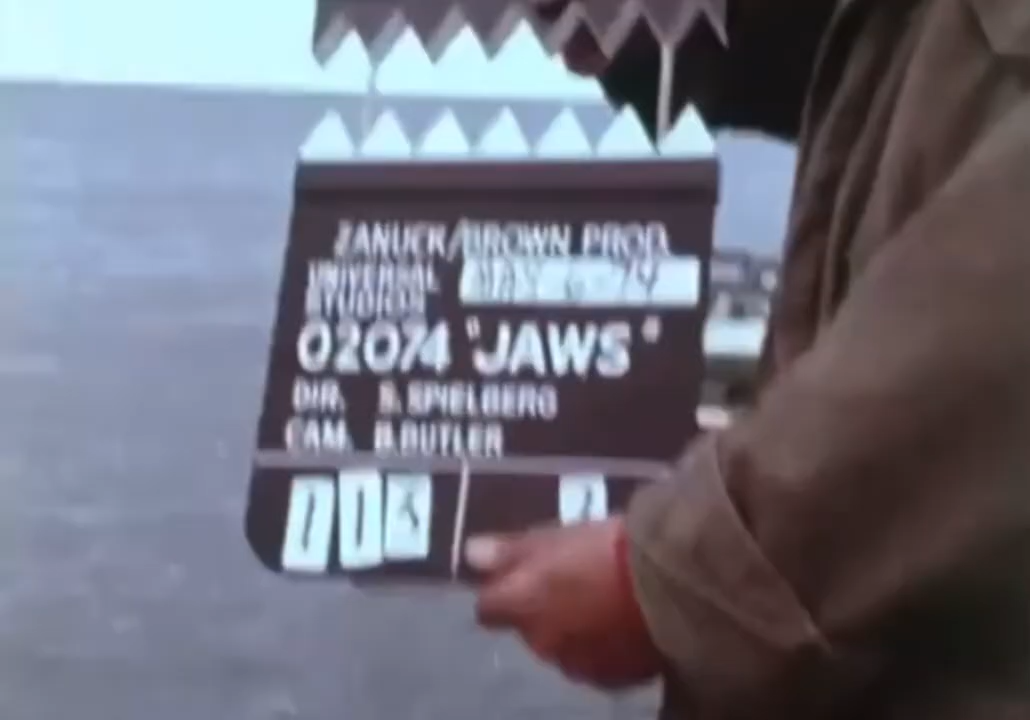 ZANUCK/BROWN PROD.
UNIVERSAL
STUDIOS
02074 "JAWS"
DIR. S. SPIELBERG
CAM. B. BUTLER